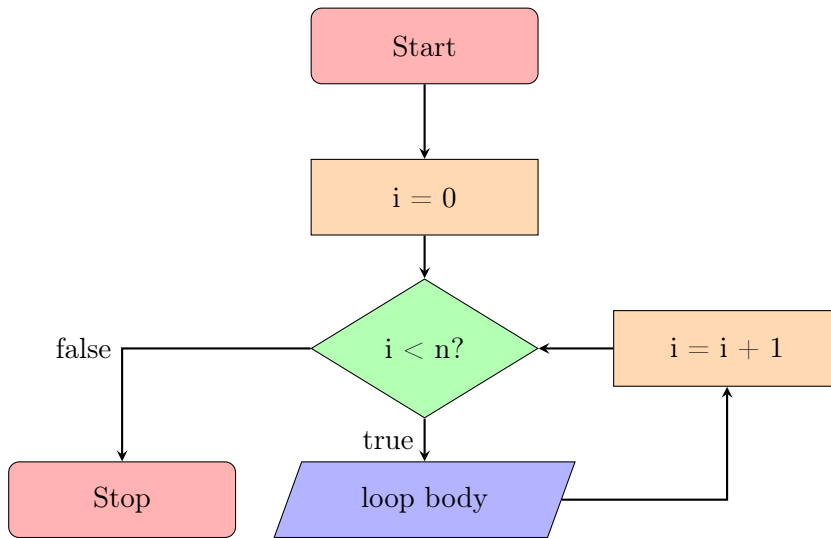 Start
i = 0
false
i < n?
i = i + 1
true
Stop
loop body